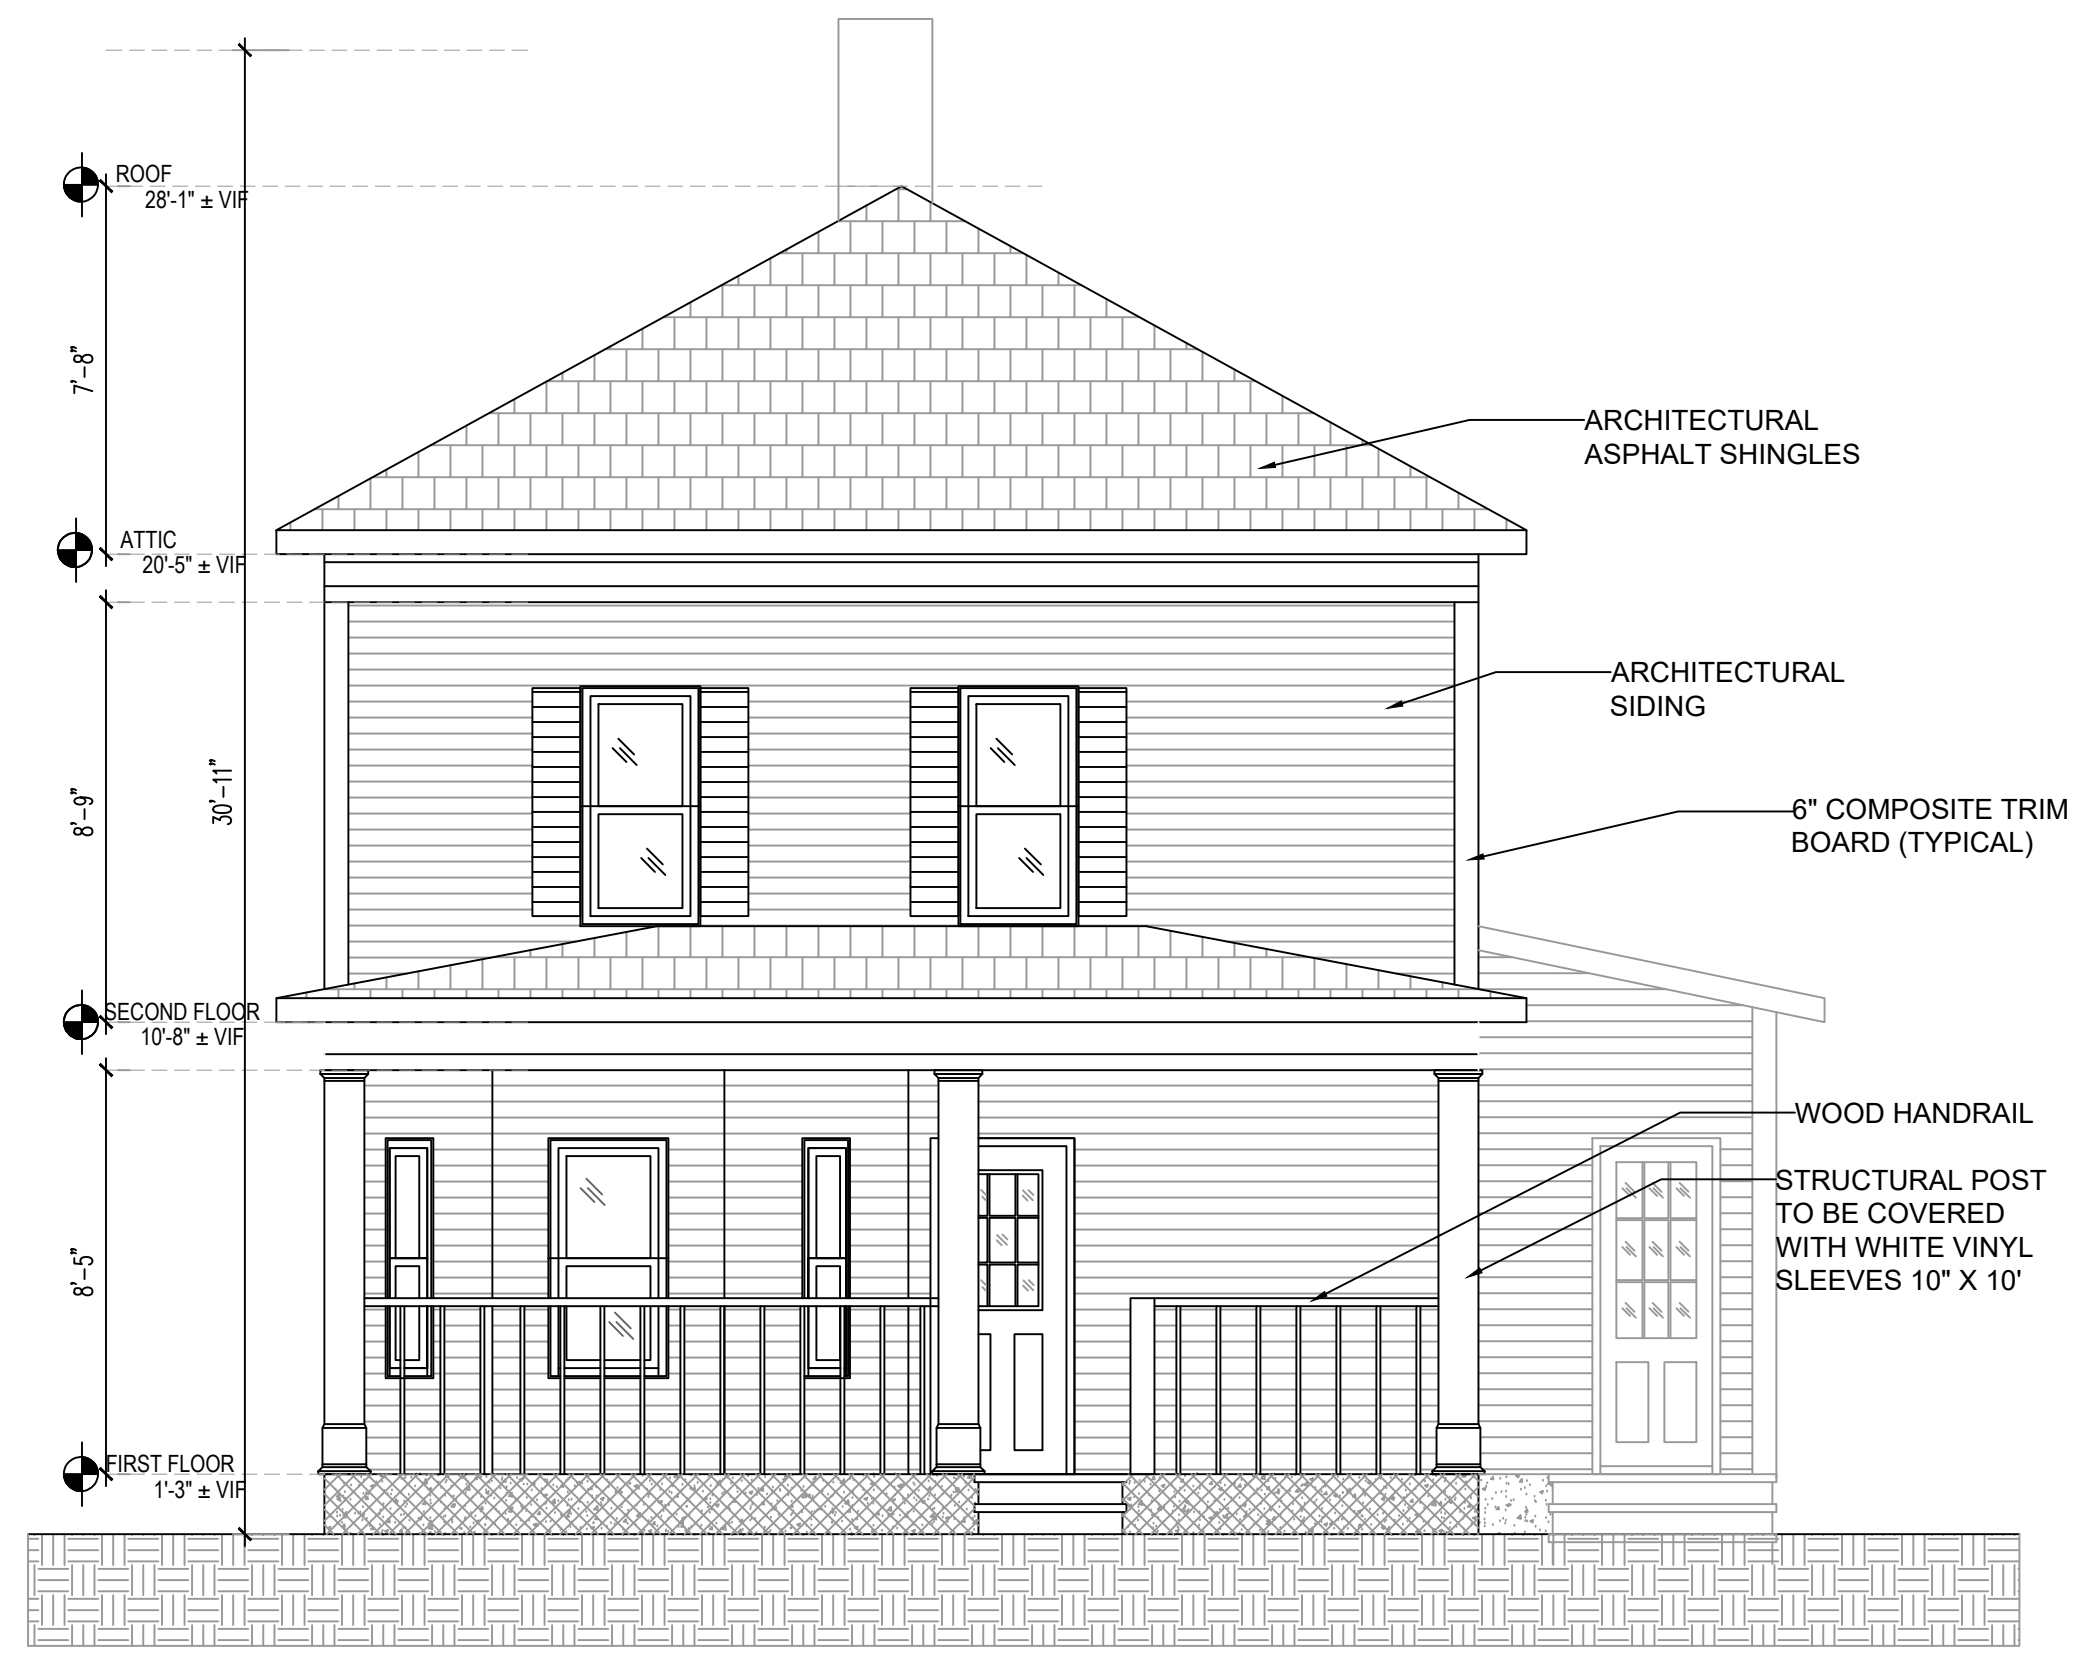 ROOF
28'-1" ± VIF
7'-8"
ARCHITECTURAL
ASPHALT SHINGLES
ATTIC
20'-5" ± VIF
ARCHITECTURAL
SIDING
8'-9"
30'-11"
6" COMPOSITE TRIM
BOARD (TYPICAL)
SECOND FLOOR
10'-8" ± VIF
WOOD HANDRAIL
STRUCTURAL POST
TO BE COVERED
WITH WHITE VINYL
SLEEVES 10" X 10'
8'-5"
FIRST FLOOR
1'-3" ± VIF